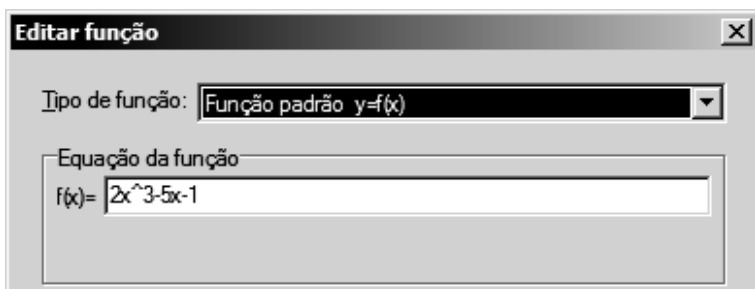 Editar função
Tipo de função: Função padrão y=f(x)
Equação da função
f(x)= 2x^3-5x-1